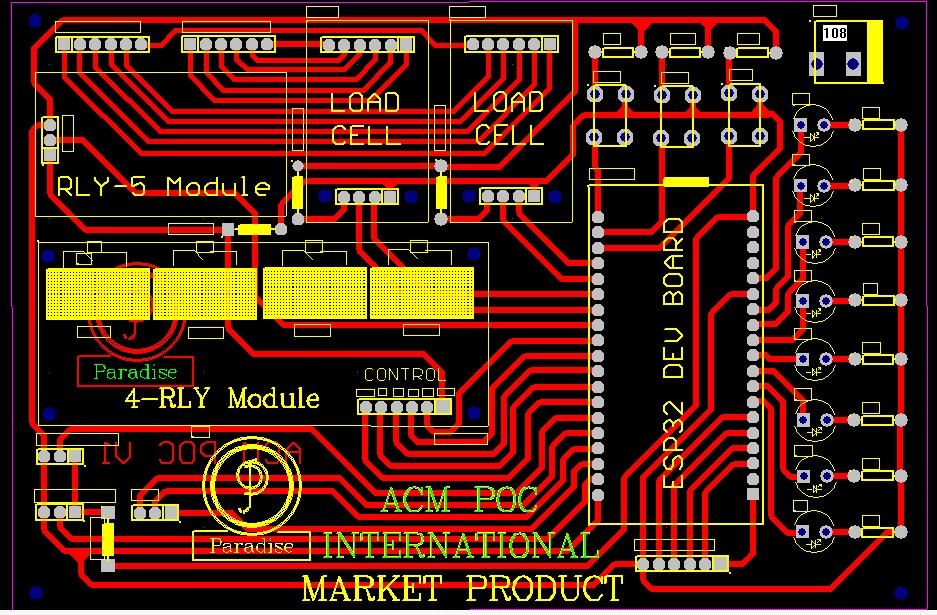 108
LOAD
CELL
LOAD
CELL
RLY-5 Module
ESP32 DEV BOARD
Paradise
CONTROL
4-RLY Module
ACM POC V1
ACM POC
Paradise
INTERNATIONAL
MARKET PRODUCT